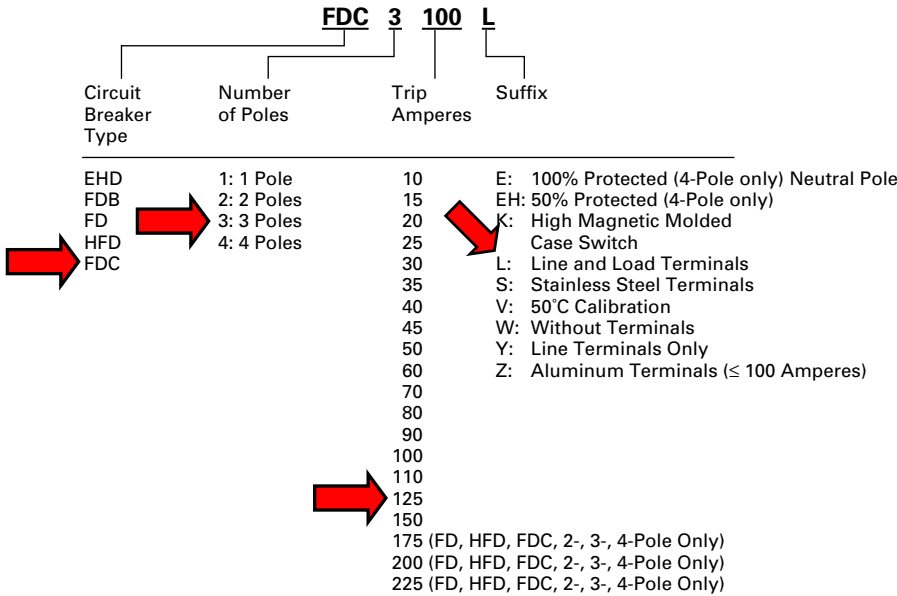 FDC 3 100 L
Circuit Breaker Type
Number of Poles
Trip Amperes
Suffix
EHD
FDB
FD
HFD
FDC
1: 1 Pole
2: 2 Poles
3: 3 Poles
4: 4 Poles
10
15
20
25
30
35
40
45
50
60
70
80
90
100
110
125
150
175 (FD, HFD, FDC, 2-, 3-, 4-Pole Only)
200 (FD, HFD, FDC, 2-, 3-, 4-Pole Only)
225 (FD, HFD, FDC, 2-, 3-, 4-Pole Only)
E: 100% Protected (4-Pole only) Neutral Pole
EH: 50% Protected (4-Pole only)
K: High Magnetic Molded
Case Switch
L: Line and Load Terminals
S: Stainless Steel Terminals
V: 50°C Calibration
W: Without Terminals
Y: Line Terminals Only
Z: Aluminum Terminals (≤ 100 Amperes)